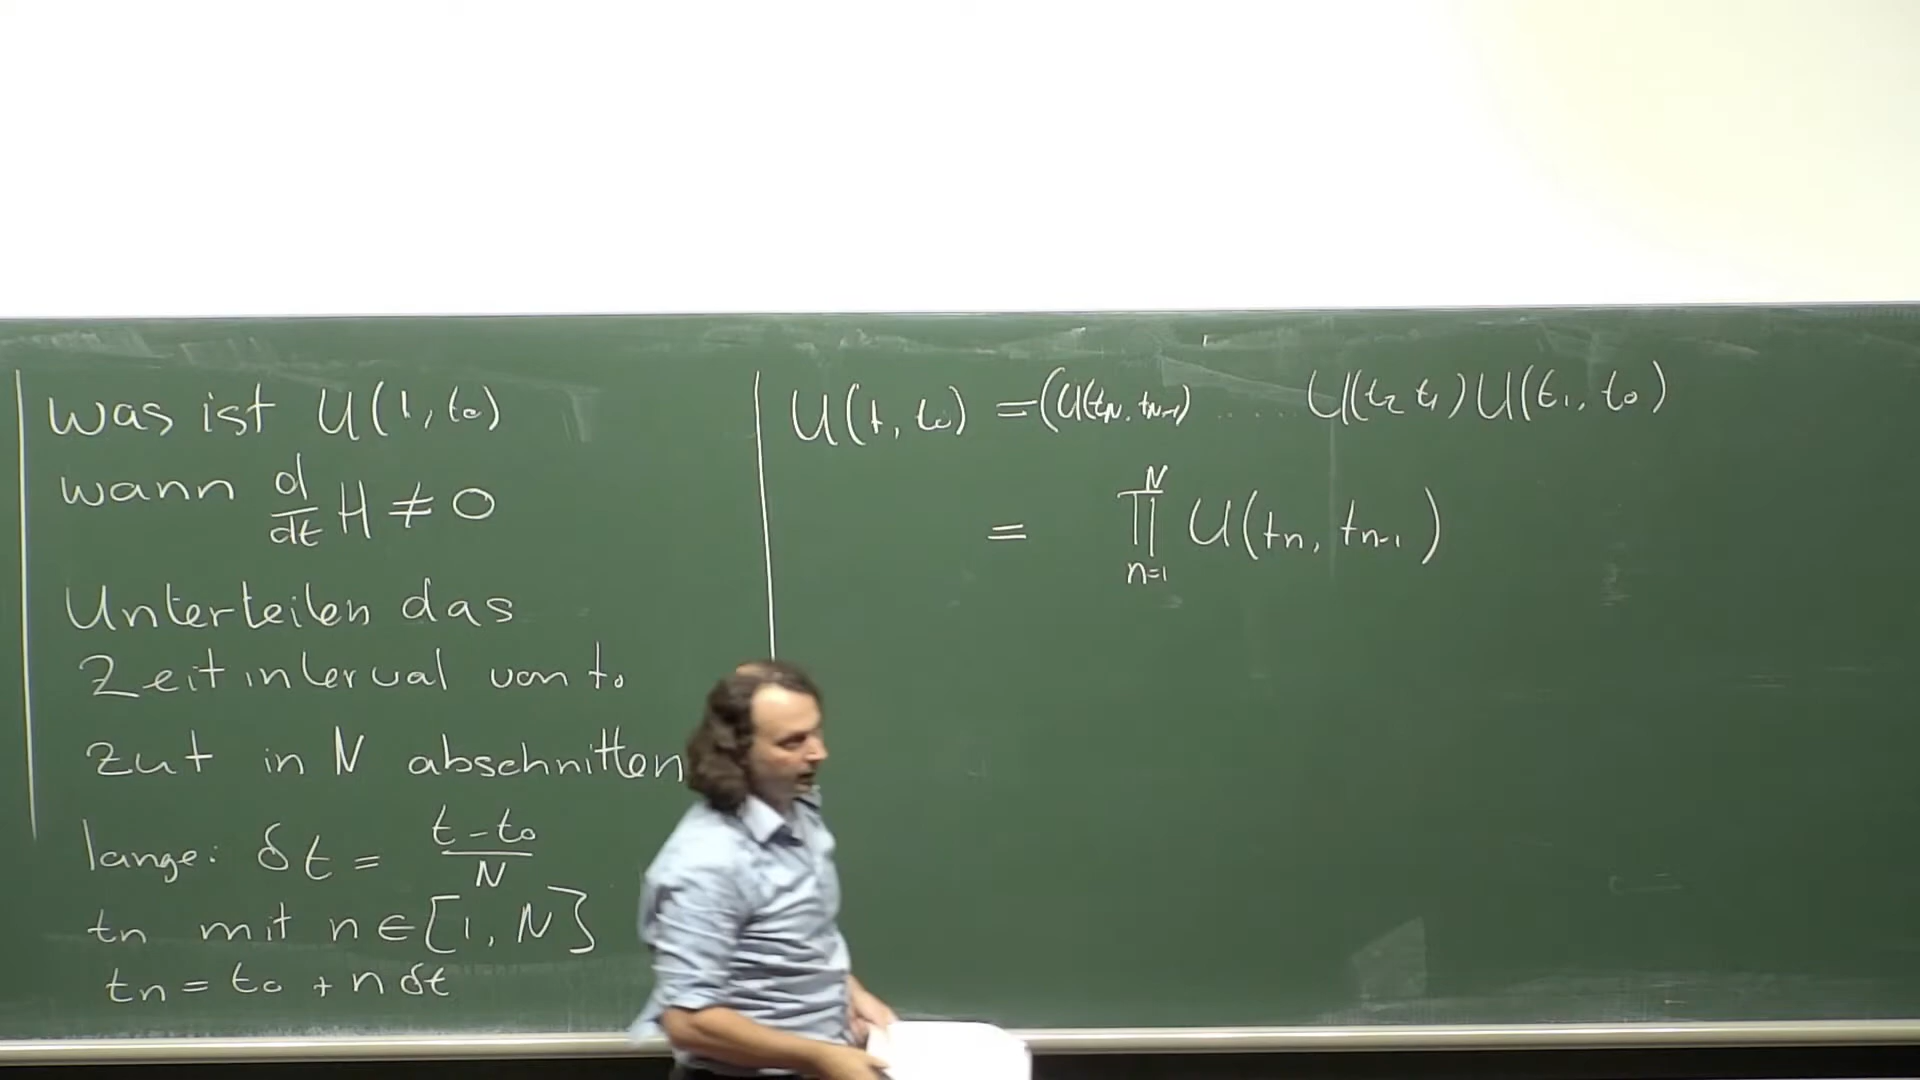 Was ist U(t, t₀)
wann d/dt H ≠ 0
Unterteilen das
Zeitinterval von t₀
zu t in N abschnitten
lange: δt = (t - t₀)/N
tn mit n ∈ [1, N]
tn = t₀ + n δt
U(t, t₀) = (U(tN, tN-1) ..... U(t₂ t₁) U(t₁, t₀)
= ∏ₙ₌₁ᴺ U(tn, tn-1)